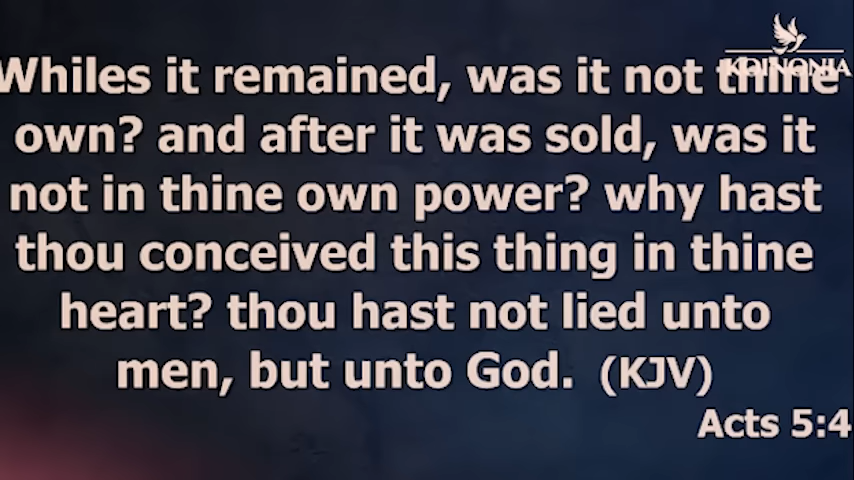 KOINONIA
Whiles it remained, was it not thine
own? and after it was sold, was it
not in thine own power? why hast
thou conceived this thing in thine
heart? thou hast not lied unto
men, but unto God. (KJV)
Acts 5:4